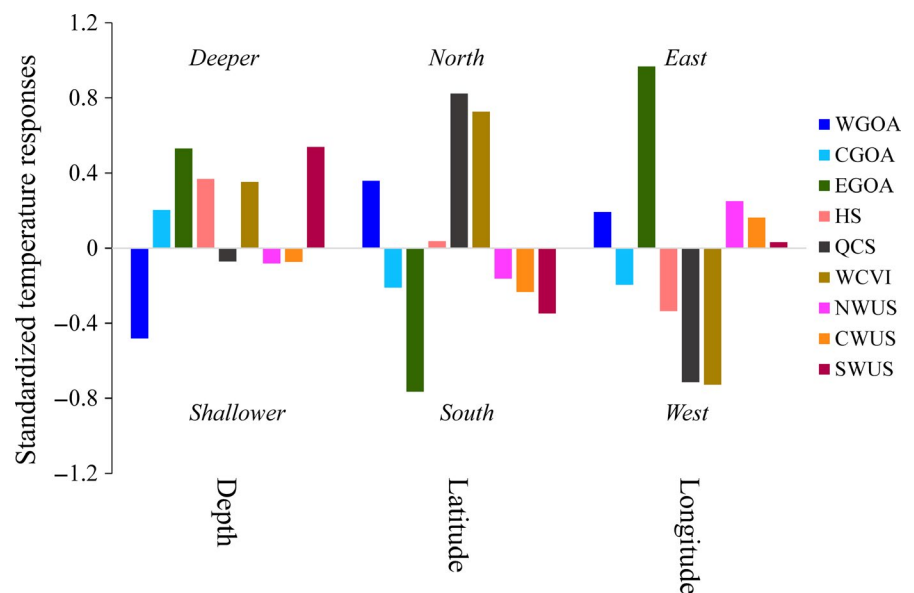 Standardized temperature responses
1.2
0.8
0.4
0
–0.4
–0.8
–1.2
Deeper
North
East
Shallower
South
West
Depth
Latitude
Longitude
WGOA
CGOA
EGOA
HS
QCS
WCVI
NWUS
CWUS
SWUS